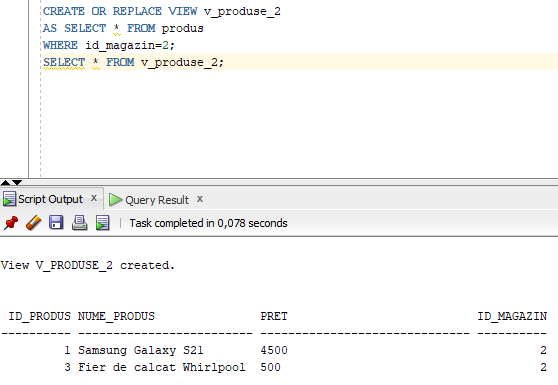 CREATE OR REPLACE VIEW v_produse_2
AS SELECT * FROM produs
WHERE id_magazin=2;
SELECT * FROM v_produse_2;
Script Output x Query Result x
Task completed in 0,078 seconds
View V_PRODUSE_2 created.
ID_PRODUS NUME_PRODUS PRET ID_MAGAZIN
---------- ------------------------- ------------------------------ ----------
1 Samsung Galaxy S21 4500 2
3 Fier de calcat Whirlpool 500 2